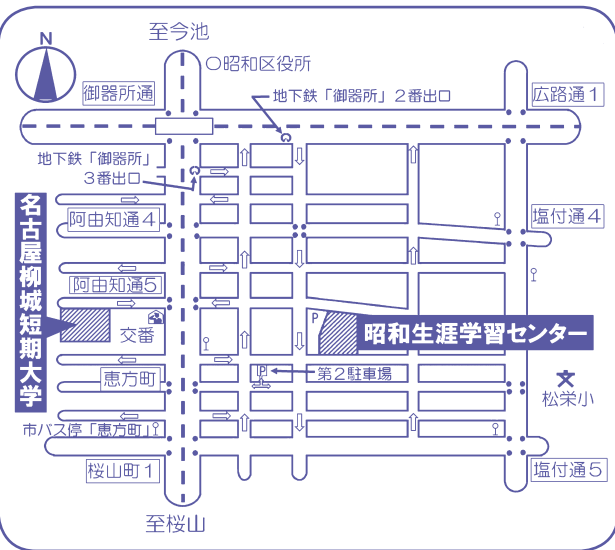 至今池
N
○昭和区役所
御器所通
地下鉄「御器所」2番出口
広路通1
地下鉄「御器所」
3番出口
名古屋柳城短期大学
阿由知通4
塩付通4
阿由知通5
P
交番
昭和生涯学習センター
恵方町
P
第2駐車場
文
松栄小
市バス停「恵方町」
桜山町1
塩付通5
至桜山